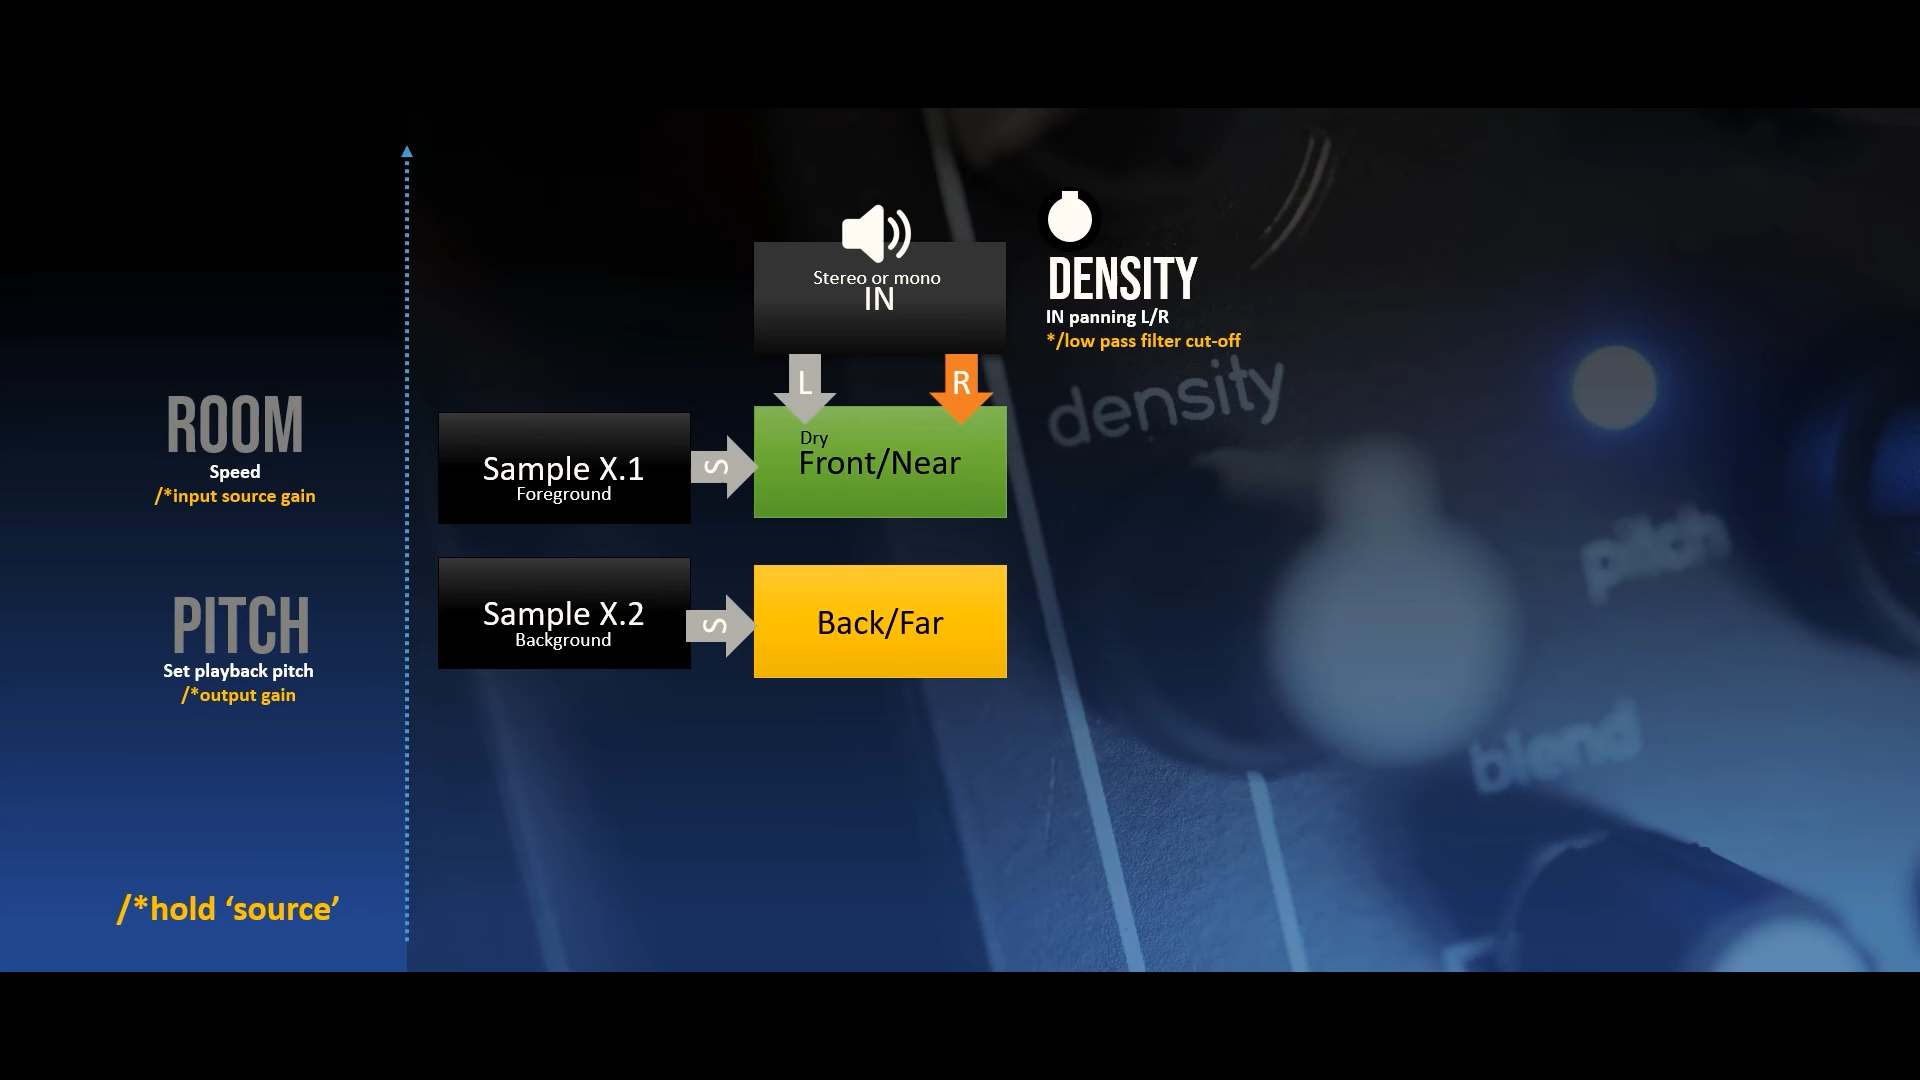 Stereo or mono
IN
DENSITY
IN panning L/R
*/low pass filter cut-off
L
R
density
ROOM
Speed
/*input source gain
Sample X.1
Foreground
S
Dry
Front/Near
pitch
PITCH
Set playback pitch
/*output gain
Sample X.2
Background
S
Back/Far
blend
/*hold ‘source’